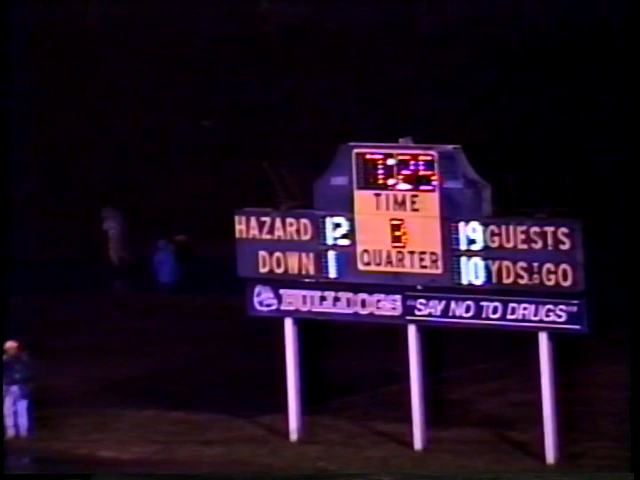 TIME
HAZARD 12
19 GUESTS
QUARTER
DOWN 1
10 YDS TO GO
BULLDOGS "SAY NO TO DRUGS"